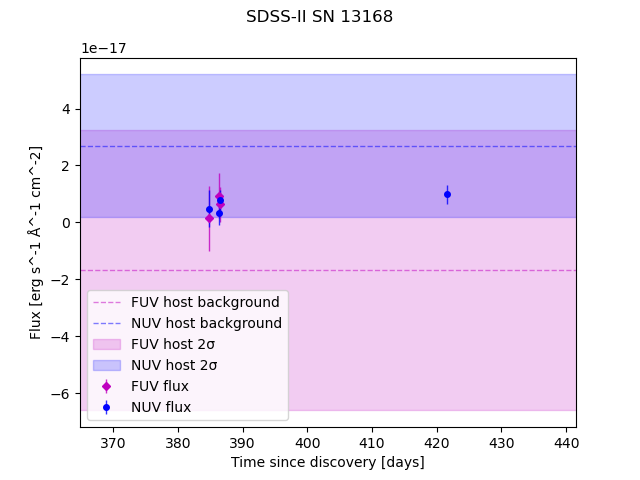 SDSS-II SN 13168
1e−17
Flux [erg s^-1 Å^-1 cm^-2]
4
2
0
−2
−4
−6
FUV host background
NUV host background
FUV host 2σ
NUV host 2σ
FUV flux
NUV flux
370 380 390 400 410 420 430 440
Time since discovery [days]